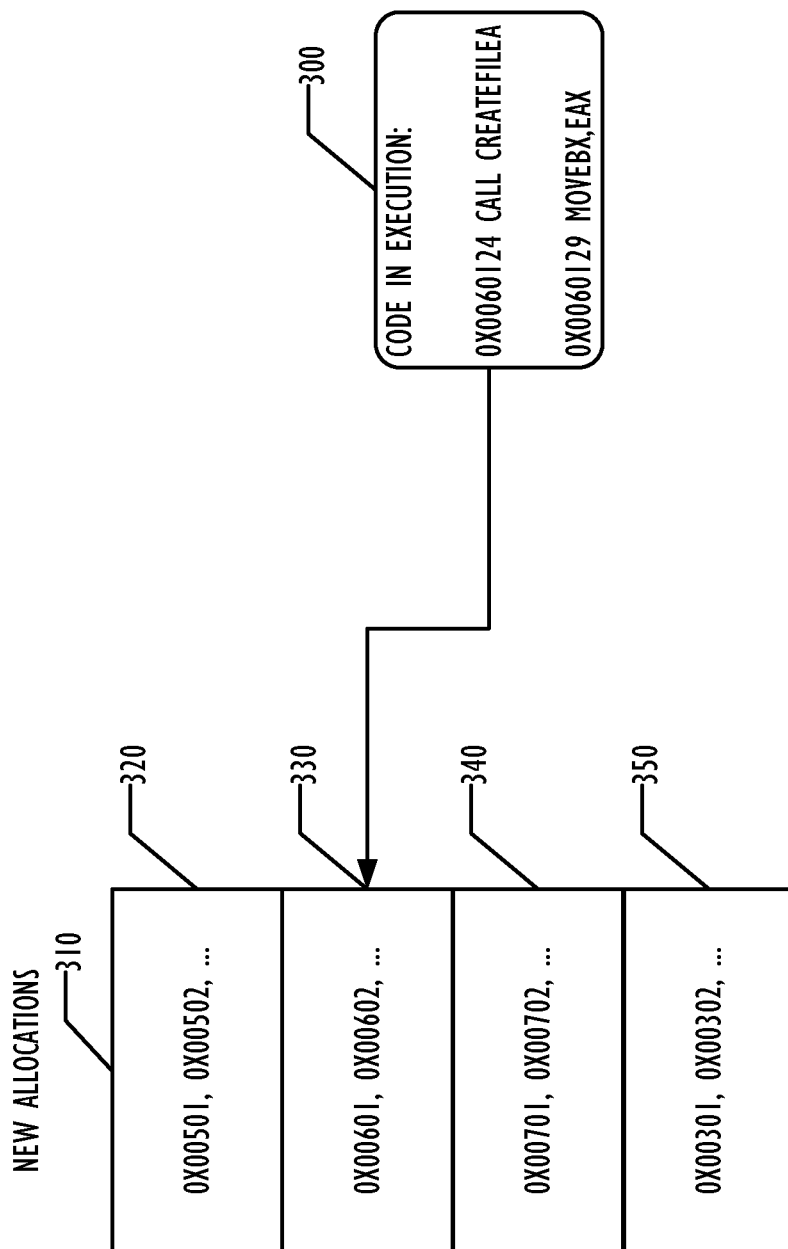 NEW ALLOCATIONS
310
0X00501, 0X00502, ...
320
0X00601, 0X00602, ...
330
0X00701, 0X00702, ...
340
0X00301, 0X00302, ...
350
300
CODE IN EXECUTION:
0X0060124 CALL CREATEFILEA
0X0060129 MOVEBX,EAX